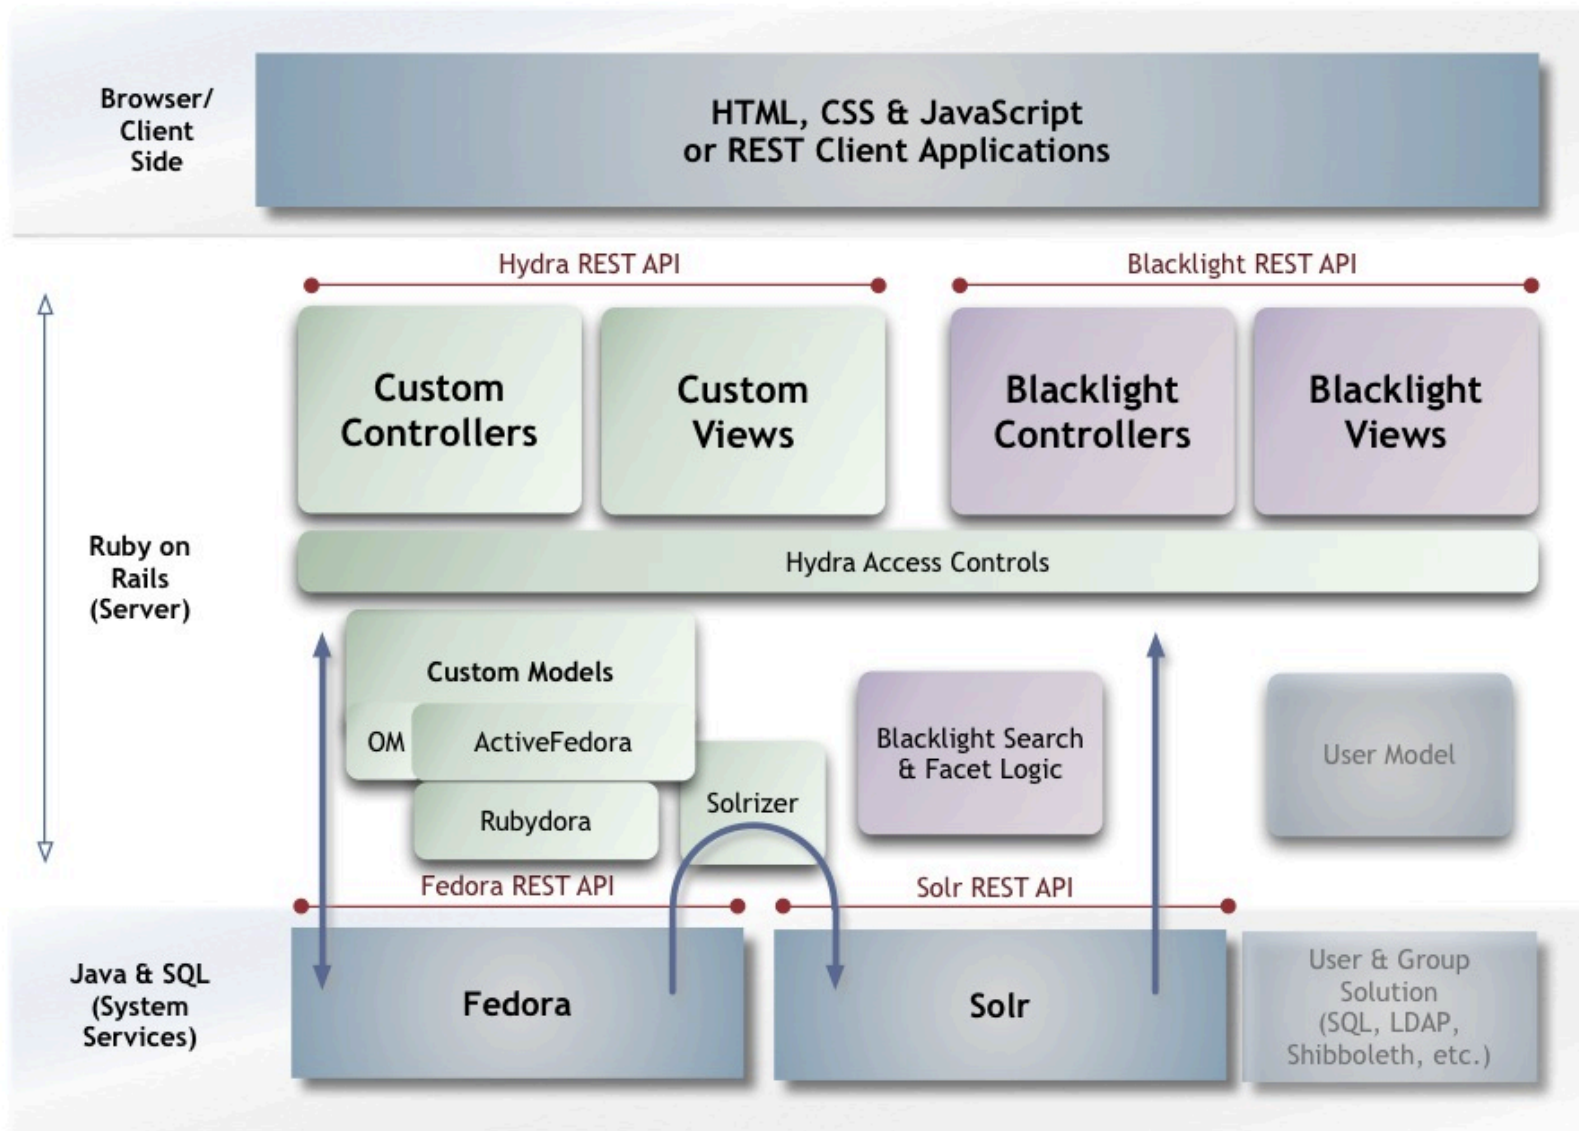 Browser/
Client
Side
HTML, CSS & JavaScript
or REST Client Applications
Hydra REST API
Blacklight REST API
Custom
Controllers
Custom
Views
Blacklight
Controllers
Blacklight
Views
Ruby on
Rails
(Server)
Hydra Access Controls
Custom Models
OM
ActiveFedora
Rubydora
Solrizer
Blacklight Search
& Facet Logic
User Model
Fedora REST API
Solr REST API
Java & SQL
(System
Services)
Fedora
Solr
User & Group
Solution
(SQL, LDAP,
Shibboleth, etc.)